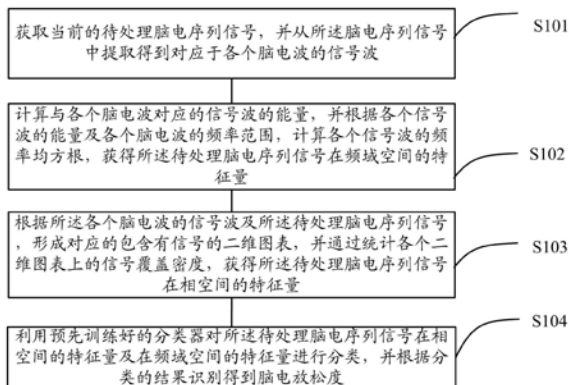 获取当前的待处理脑电序列信号，并从所述脑电序列信号
中提取得到对应于各个脑电波的信号波
S101
计算与各个脑电波对应的信号波的能量，并根据各个信号
波的能量及各个脑电波的频率范围，计算各个信号波的频
率均方根，获得所述待处理脑电序列信号在频域空间的特
征量
S102
根据所述各个脑电波的信号波及所述待处理脑电序列信号
，形成对应的包含有信号的二维图表，并通过统计各个二
维图表上的信号覆盖密度，获得所述待处理脑电序列信号
在相空间的特征量
S103
利用预先训练好的分类器对所述待处理脑电序列信号在相
空间的特征量及在频域空间的特征量进行分类，并根据分
类的结果识别得到脑电放松度
S104